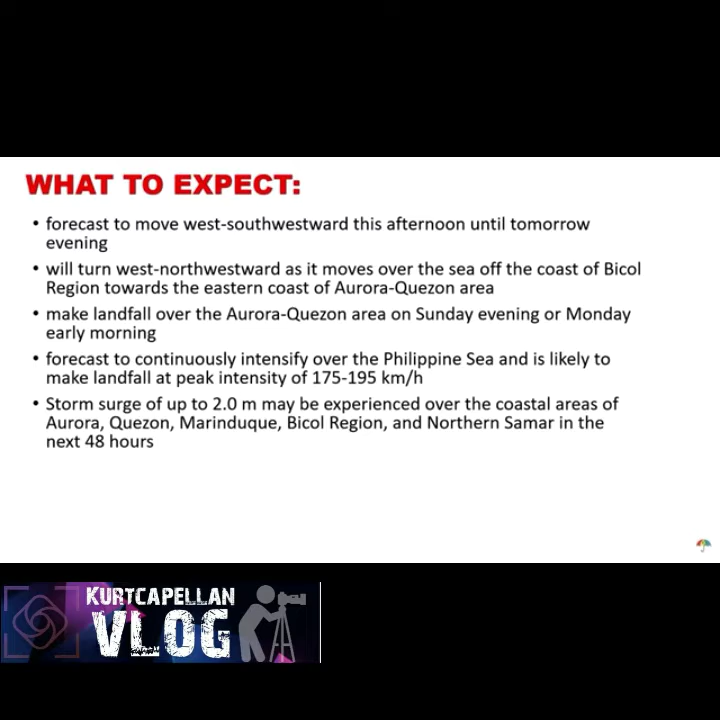 WHAT TO EXPECT:
• forecast to move west-southwestward this afternoon until tomorrow
evening
• will turn west-northwestward as it moves over the sea off the coast of Bicol
Region towards the eastern coast of Aurora-Quezon area
• make landfall over the Aurora-Quezon area on Sunday evening or Monday
early morning
• forecast to continuously intensify over the Philippine Sea and is likely to
make landfall at peak intensity of 175-195 km/h
• Storm surge of up to 2.0 m may be experienced over the coastal areas of
Aurora, Quezon, Marinduque, Bicol Region, and Northern Samar in the
next 48 hours
KURTCAPELLAN
VLOG